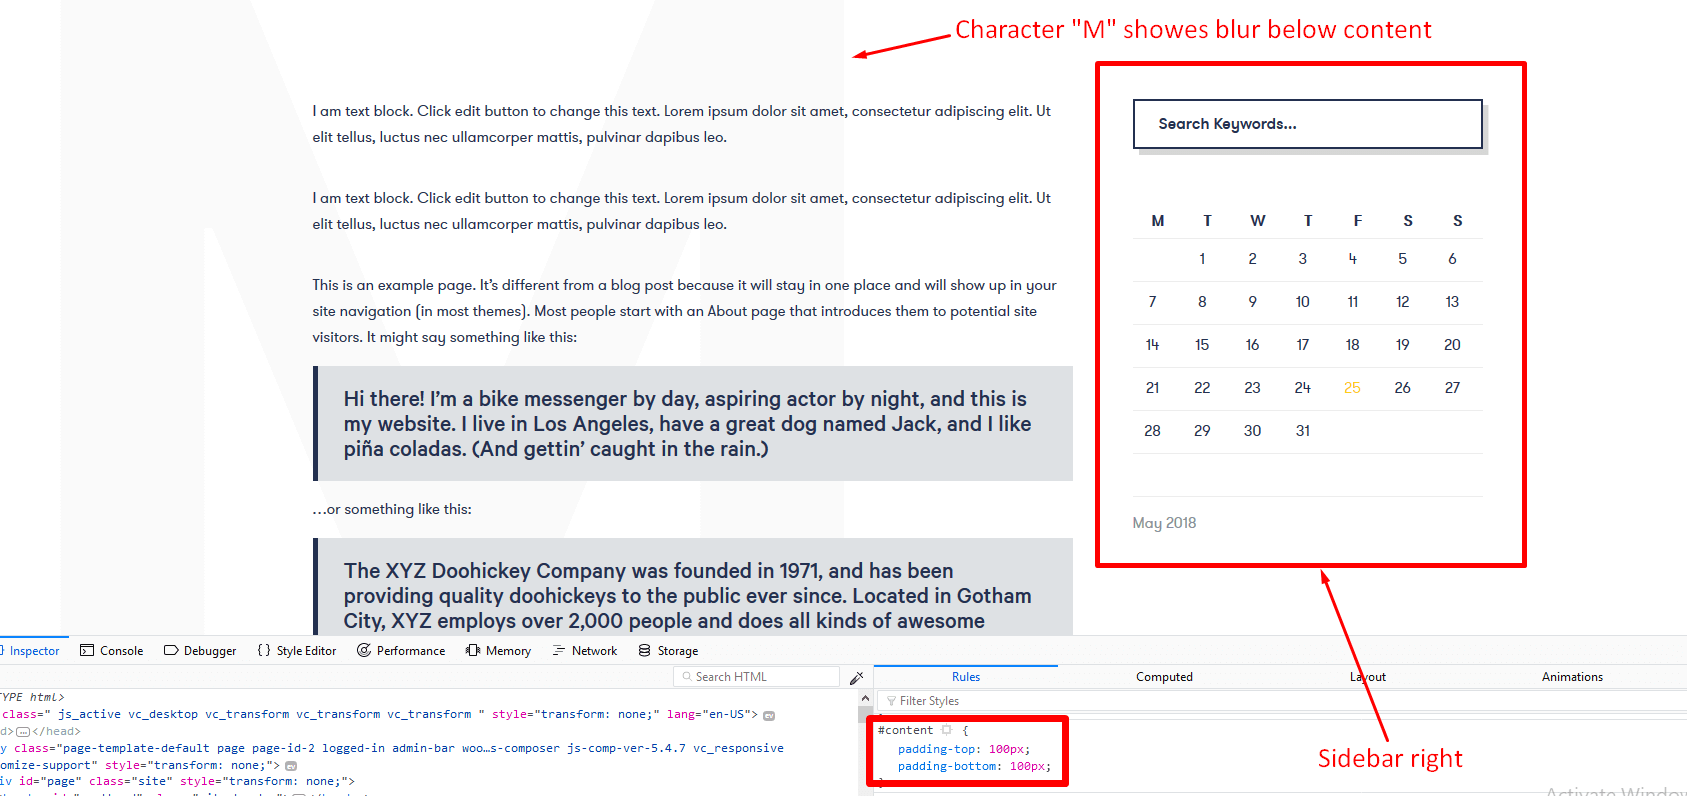 Character "M" showes blur below content
M
I am text block. Click edit button to change this text. Lorem ipsum dolor sit amet, consectetur adipiscing elit. Ut
elit tellus, luctus nec ullamcorper mattis, pulvinar dapibus leo.
I am text block. Click edit button to change this text. Lorem ipsum dolor sit amet, consectetur adipiscing elit. Ut
elit tellus, luctus nec ullamcorper mattis, pulvinar dapibus leo.
This is an example page. It’s different from a blog post because it will stay in one place and will show up in your
site navigation (in most themes). Most people start with an About page that introduces them to potential site
visitors. It might say something like this:
Hi there! I’m a bike messenger by day, aspiring actor by night, and this is
my website. I live in Los Angeles, have a great dog named Jack, and I like
piña coladas. (And gettin’ caught in the rain.)
…or something like this:
The XYZ Doohickey Company was founded in 1971, and has been
providing quality doohickeys to the public ever since. Located in Gotham
City, XYZ employs over 2,000 people and does all kinds of awesome
Search Keywords...
M T W T F S S
1 2 3 4 5 6
7 8 9 10 11 12 13
14 15 16 17 18 19 20
21 22 23 24 25 26 27
28 29 30 31
May 2018
Sidebar right
Inspector Console Debugger { } Style Editor Performance Memory Network Storage
Search HTML
TYPE html>
class=" js_active vc_desktop vc_transform vc_transform vc_transform " style="transform: none;" lang="en-US"> ev
d>…</head>
y class="page-template-default page page-id-2 logged-in admin-bar woo…s-composer js-comp-ver-5.4.7 vc_responsive
omize-support" style="transform: none;"> ev
iv id="page" class="site" style="transform: none;">
Rules Computed Layout Animations
Filter Styles
#content {
padding-top: 100px;
padding-bottom: 100px;
}